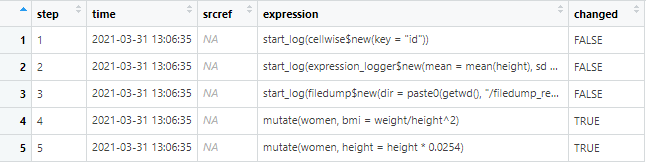 step time srcref expression changed
1 1 2021-03-31 13:06:35 NA start_log(cellwise$new(key = "id")) FALSE
2 2 2021-03-31 13:06:35 NA start_log(expression_logger$new(mean = mean(height), sd ... FALSE
3 3 2021-03-31 13:06:35 NA start_log(filedump$new(dir = paste0(getwd(), "/filedump_re... FALSE
4 4 2021-03-31 13:06:35 NA mutate(women, bmi = weight/height^2) TRUE
5 5 2021-03-31 13:06:35 NA mutate(women, height = height * 0.0254) TRUE